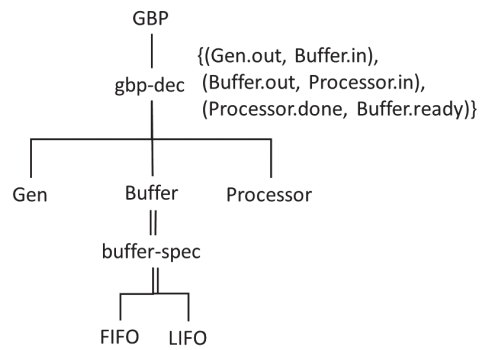 GBP
{(Gen.out, Buffer.in),
gbp-dec (Buffer.out, Processor.in),
(Processor.done, Buffer.ready)}
Gen Buffer Processor
buffer-spec
FIFO LIFO